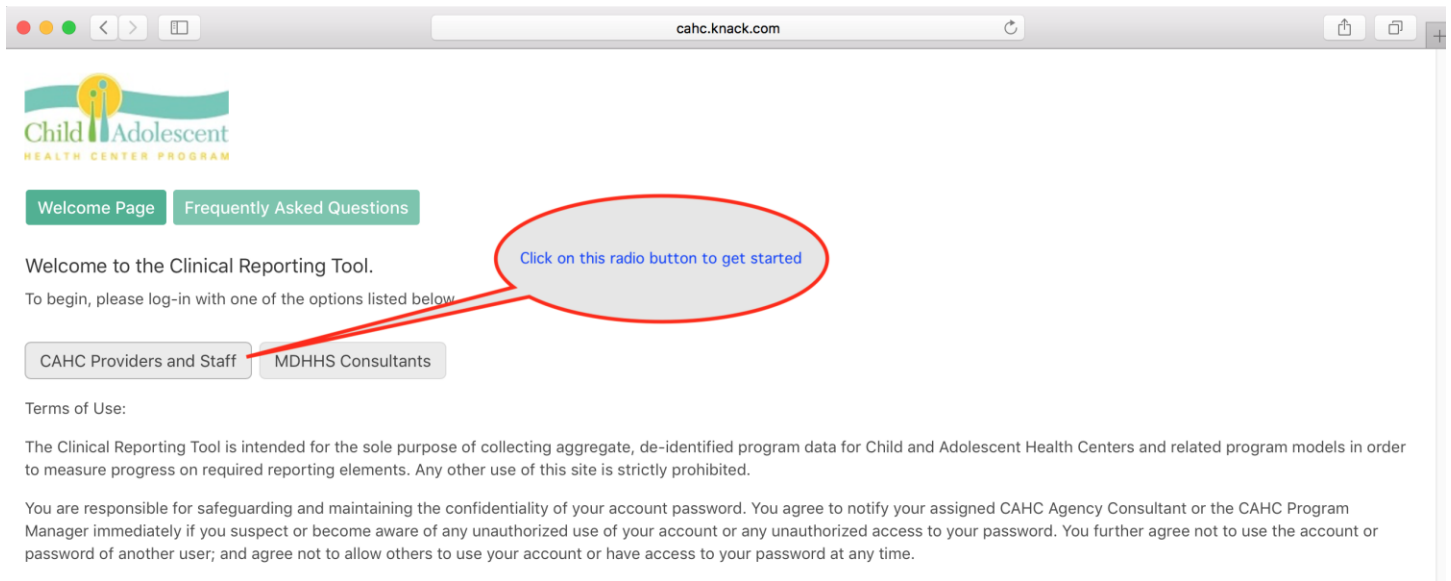 cahc.knack.com
Child Adolescent
HEALTH CENTER PROGRAM
Welcome Page Frequently Asked Questions
Click on this radio button to get started
Welcome to the Clinical Reporting Tool.
To begin, please log-in with one of the options listed below
CAHC Providers and Staff MDHHS Consultants
Terms of Use:
The Clinical Reporting Tool is intended for the sole purpose of collecting aggregate, de-identified program data for Child and Adolescent Health Centers and related program models in order
to measure progress on required reporting elements. Any other use of this site is strictly prohibited.
You are responsible for safeguarding and maintaining the confidentiality of your account password. You agree to notify your assigned CAHC Agency Consultant or the CAHC Program
Manager immediately if you suspect or become aware of any unauthorized use of your account or any unauthorized access to your password. You further agree not to use the account or
password of another user; and agree not to allow others to use your account or have access to your password at any time.